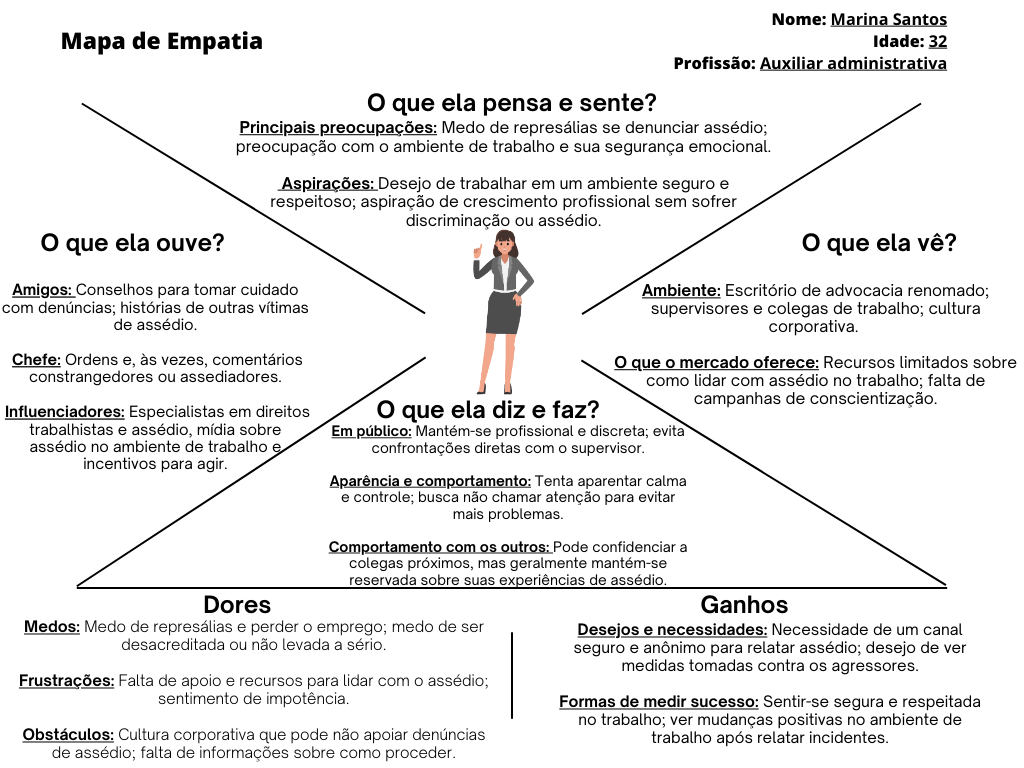 Mapa de Empatia
Nome: Marina Santos
Idade: 32
Profissão: Auxiliar administrativa
O que ela pensa e sente?
Principais preocupações: Medo de represálias se denunciar assédio;
preocupação com o ambiente de trabalho e sua segurança emocional.
Aspirações: Desejo de trabalhar em um ambiente seguro e
respeitoso; aspiração de crescimento profissional sem sofrer
discriminação ou assédio.
O que ela ouve?
Amigos: Conselhos para tomar cuidado
com denúncias; histórias de outras vítimas
de assédio.
Chefe: Ordens e, às vezes, comentários
constrangedores ou assediadores.
Influenciadores: Especialistas em direitos
trabalhistas e assédio, mídia sobre
assédio no ambiente de trabalho e
incentivos para agir.
O que ela vê?
Ambiente: Escritório de advocacia renomado;
supervisores e colegas de trabalho; cultura
corporativa.
O que o mercado oferece: Recursos limitados sobre
como lidar com assédio no trabalho; falta de
campanhas de conscientização.
O que ela diz e faz?
Em público: Mantém-se profissional e discreta; evita
confrontações diretas com o supervisor.
Aparência e comportamento: Tenta aparentar calma
e controle; busca não chamar atenção para evitar
mais problemas.
Comportamento com os outros: Pode confidenciar a
colegas próximos, mas geralmente mantém-se
reservada sobre suas experiências de assédio.
Dores
Medos: Medo de represálias e perder o emprego; medo de ser
desacreditada ou não levada a sério.
Frustrações: Falta de apoio e recursos para lidar com o assédio;
sentimento de impotência.
Obstáculos: Cultura corporativa que pode não apoiar denúncias
de assédio; falta de informações sobre como proceder.
Ganhos
Desejos e necessidades: Necessidade de um canal
seguro e anônimo para relatar assédio; desejo de ver
medidas tomadas contra os agressores.
Formas de medir sucesso: Sentir-se segura e respeitada
no trabalho; ver mudanças positivas no ambiente de
trabalho após relatar incidentes.